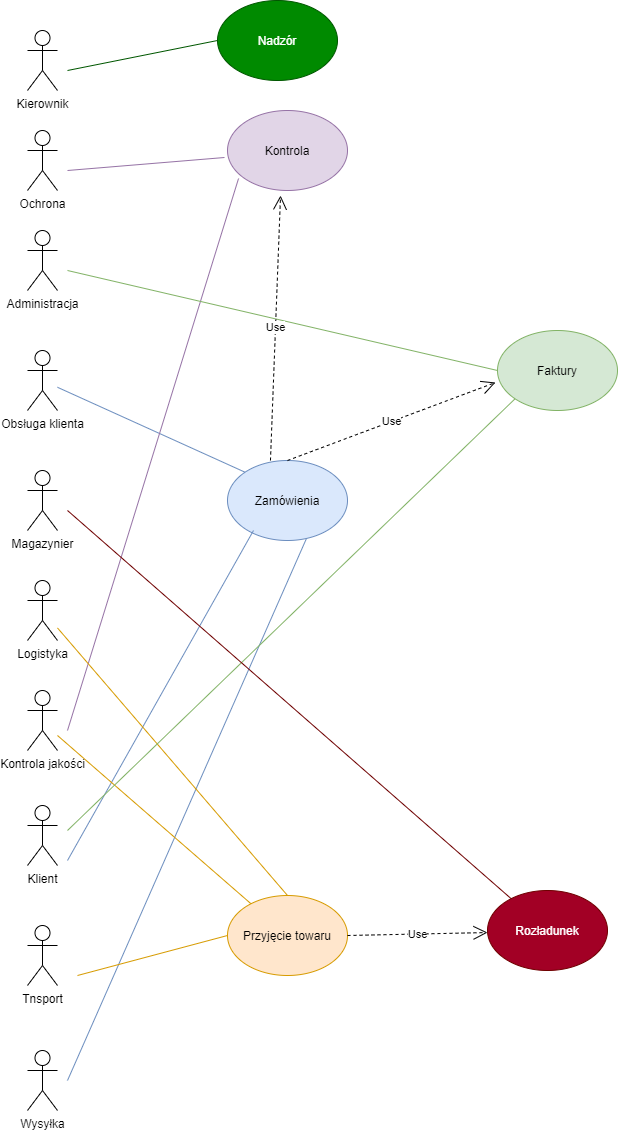 Nadzór
Kierownik
Kontrola
Ochrona
Administracja
Use
Faktury
Obsługa klienta
Use
Zamówienia
Magazynier
Logistyka
Kontrola jakości
Klient
Przyjęcie towaru
Use
Rozładunek
Tnsport
Wysyłka